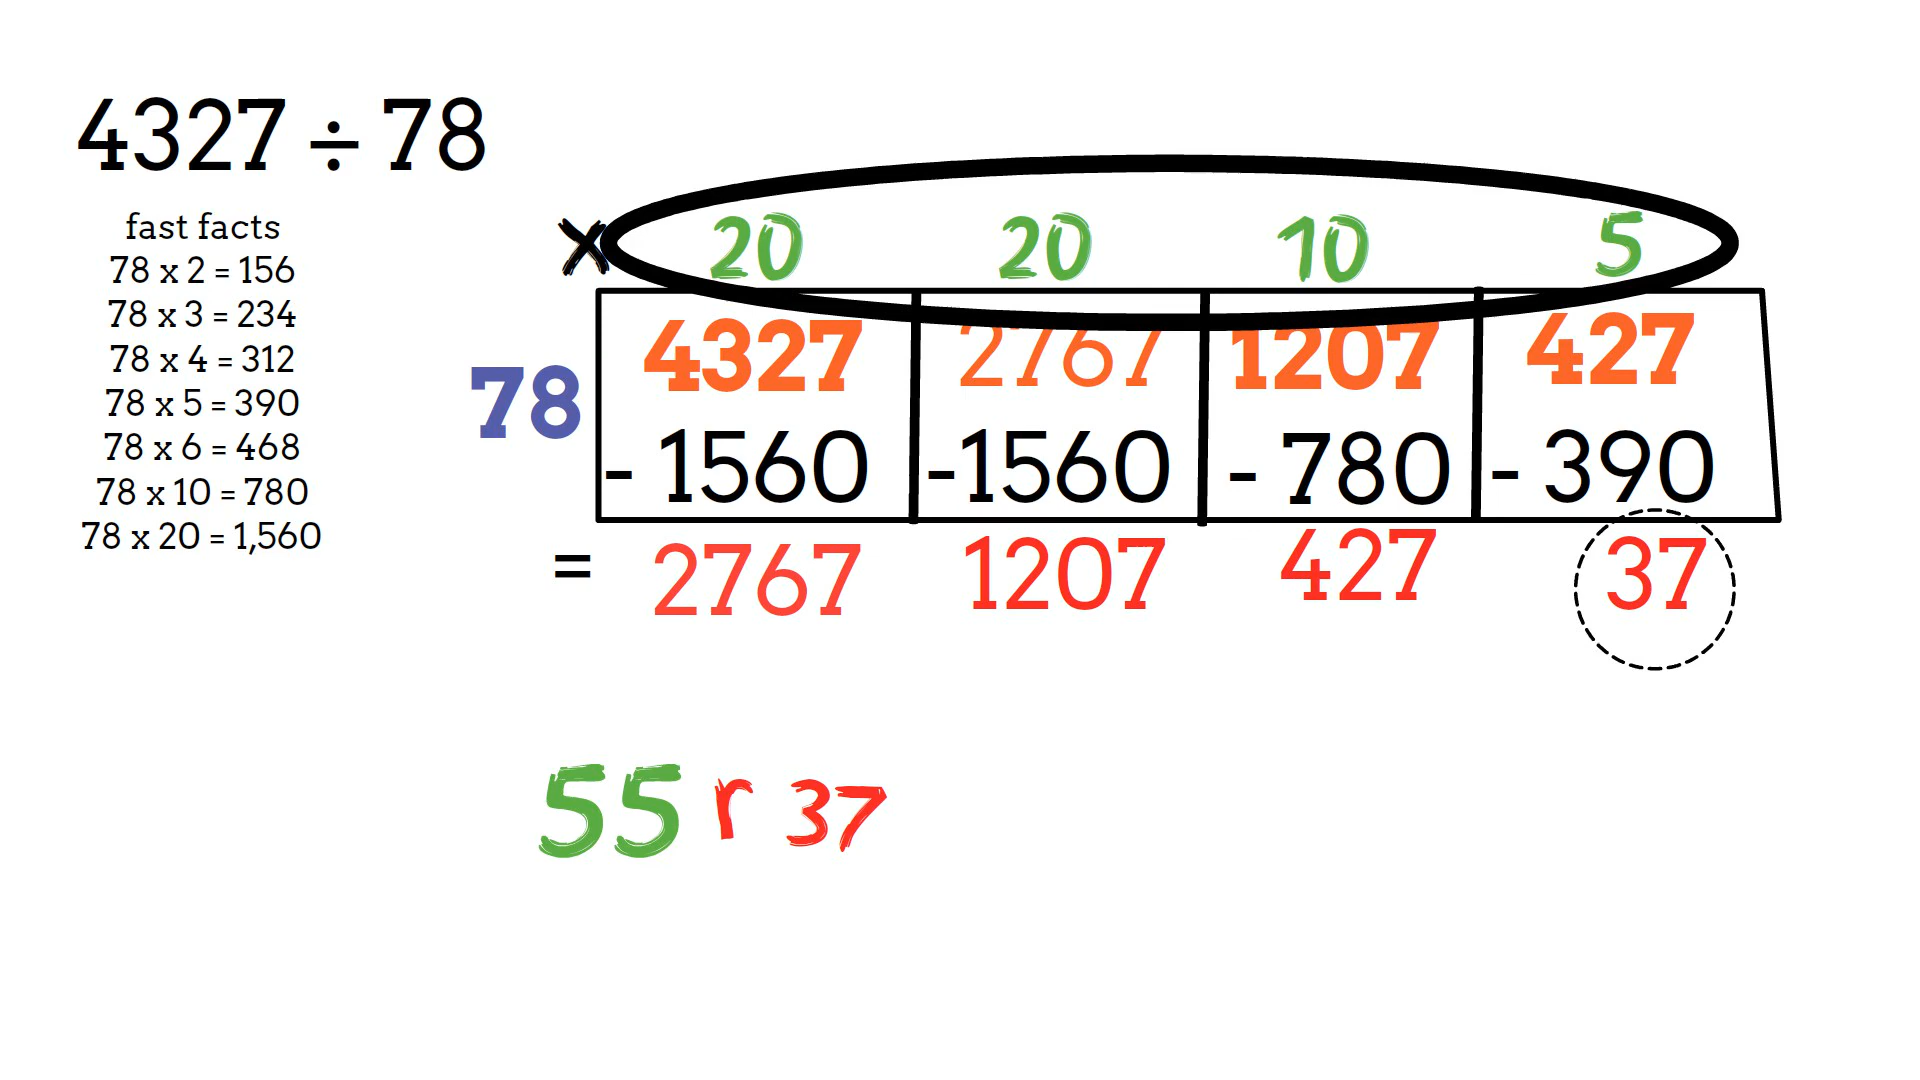 4327 ÷ 78
fast facts
78 x 2 = 156
78 x 3 = 234
78 x 4 = 312
78 x 5 = 390
78 x 6 = 468
78 x 10 = 780
78 x 20 = 1,560
x 20 20 10 5
4327 2767 1207 427
78
- 1560 -1560 - 780 - 390
= 2767 1207 427 37
55 r 37